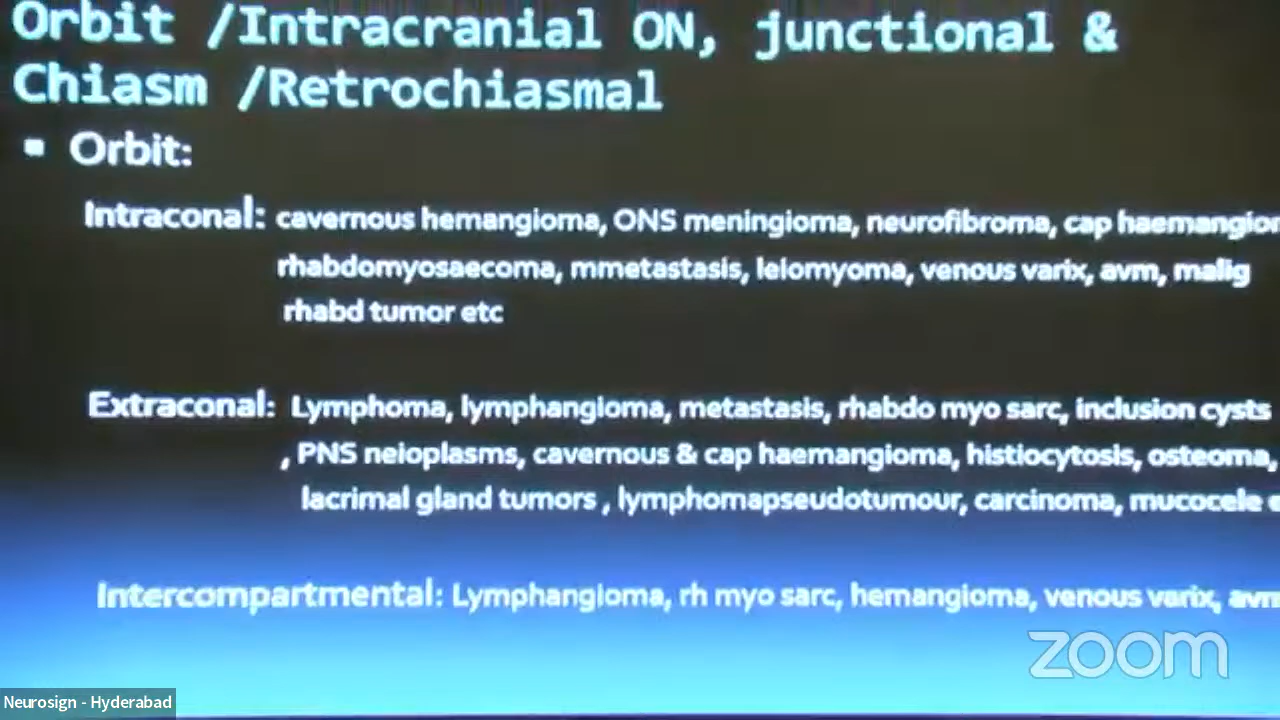 Orbit /Intracranial ON, junctional &
Chiasm /Retrochiasmal
▪ Orbit:
Intraconal: cavernous hemangioma, ONS meningioma, neurofibroma, cap haemangior
rhabdomyosaecoma, mmetastasis, leiomyoma, venous varix, avm, malig
rhabd tumor etc
Extraconal: Lymphoma, lymphangioma, metastasis, rhabdo myo sarc, inclusion cysts
, PNS neioplasms, cavernous & cap haemangioma, histiocytosis, osteoma,
lacrimal gland tumors , lymphomapseudotumour, carcinoma, mucocele e
Intercompartmental: Lymphangioma, rh myo sarc, hemangioma, venous varix, avm
zoom
Neurosign - Hyderabad